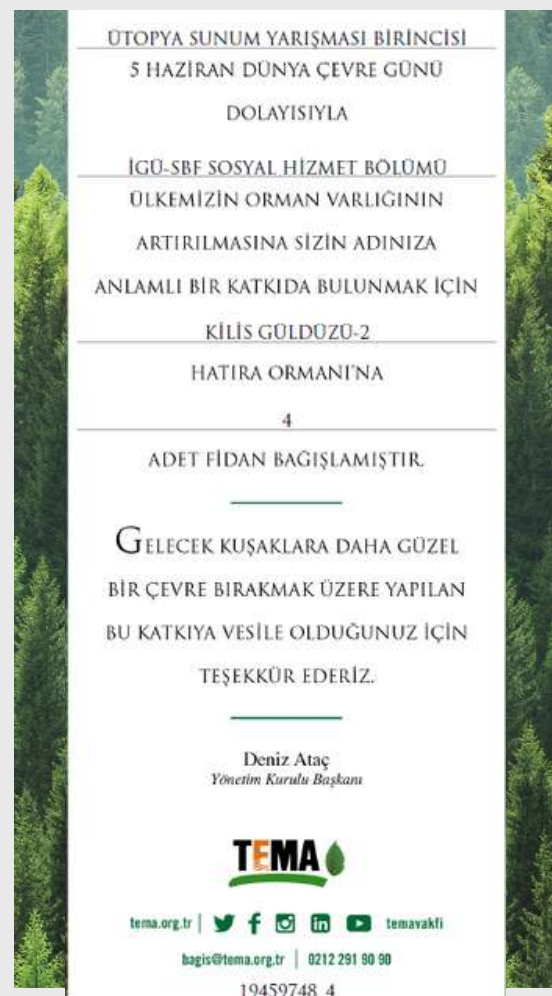 ÜTOPYA SUNUM YARIŞMASI BİRİNCİSİ
5 HAZİRAN DÜNYA ÇEVRE GÜNÜ
DOLAYISIYLA
İGÜ-SBF SOSYAL HİZMET BÖLÜMÜ
ÜLKEMİZİN ORMAN VARLIĞININ
ARTIRILMASINA SİZİN ADINIZA
ANLAMLI BİR KATKIDA BULUNMAK İÇİN
KİLİS GÜLDÜZÜ-2
HATIRA ORMANI'NA
4
ADET FİDAN BAĞIŞLAMIŞTIR.
GELECEK KUŞAKLARA DAHA GÜZEL
BİR ÇEVRE BIRAKMAK ÜZERE YAPILAN
BU KATKIYA VESİLE OLDUĞUNUZ İÇİN
TEŞEKKÜR EDERİZ.
Deniz Ataç
Yönetim Kurulu Başkanı
TEMA
tema.org.tr | temavakfi
bagis@tema.org.tr | 0212 291 90 90
19459748_4